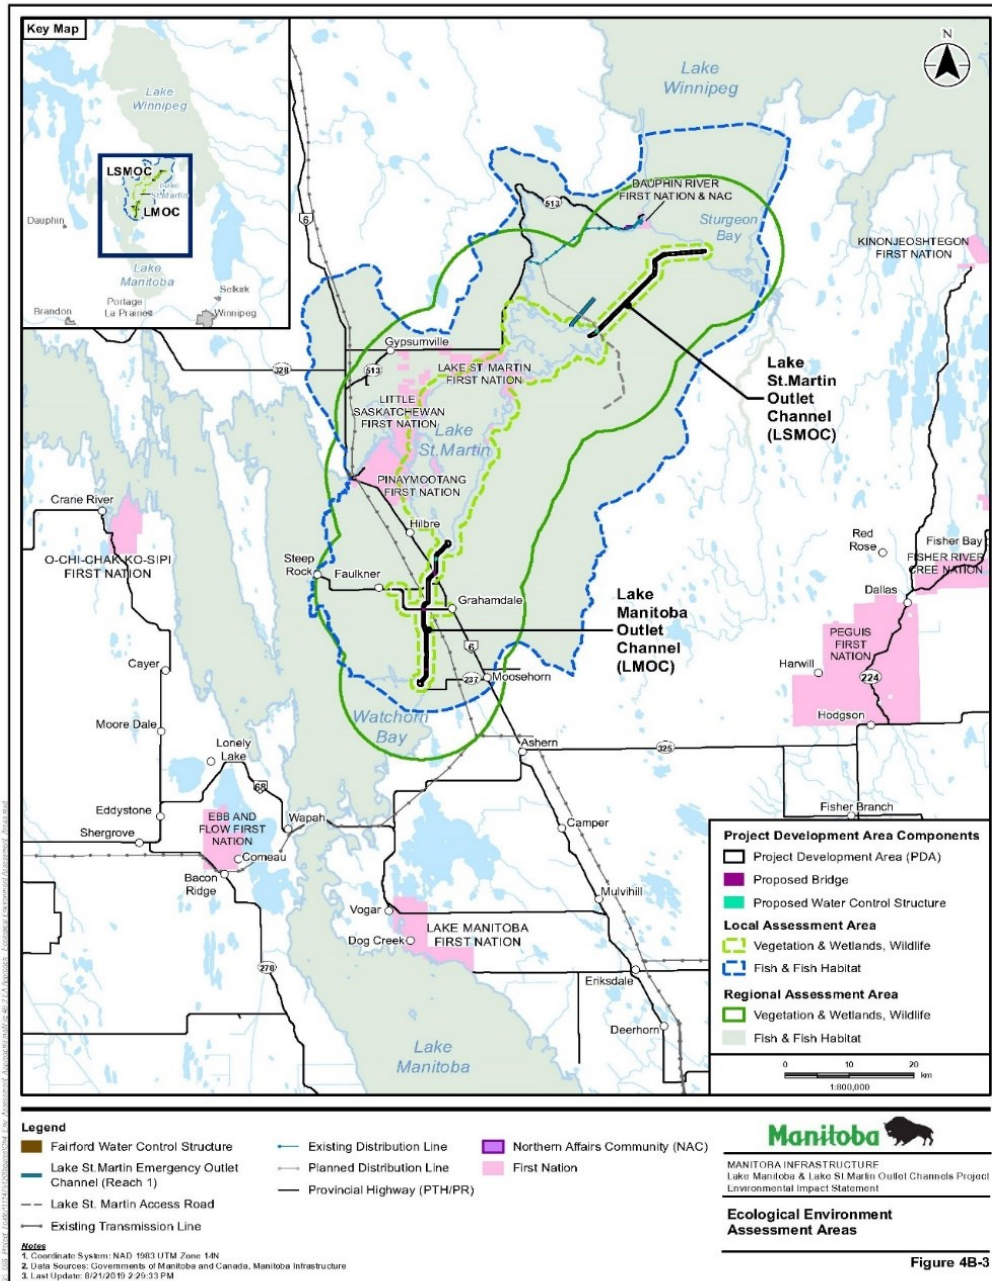 Key Map
Lake
Winnipeg
LSMOC
Lake
St.Martin
LMOC
Dauphin
Lake
Manitoba
Portage
La Prairie
Selkirk
Brandon
Winnipeg
N
Lake
Winnipeg
6
513
DAUPHIN RIVER
FIRST NATION & NAC
Sturgeon
Bay
KINONJEOSHTEGON
FIRST NATION
Gypsumville
328
513
LAKE ST. MARTIN
FIRST NATION
Lake
St.Martin
Outlet
Channel
(LSMOC)
LITTLE
SASKATCHEWAN
FIRST NATION
Lake
St.Martin
PINAYMOOTANG
FIRST NATION
Crane River
Hilbre
O-CHI-CHAK-KO-SIPI
FIRST NATION
Steep
Rock
Faulkner
Grahamdale
Red
Rose
Fisher Bay
FISHER RIVER
CREE NATION
Dallas
Lake
Manitoba
Outlet
Channel
(LMOC)
PEGUIS
FIRST
NATION
6
Cayer
237
Moosehorn
Harwill
224
Watchorn
Bay
Hodgson
Moore Dale
Lonely
Lake
Ashern
325
68
Eddystone
EBB AND
FLOW FIRST
NATION
Wapah
Shergrove
Camper
Fisher Branch
Comeau
Bacon
Ridge
Mulvihill
Vogar
LAKE MANITOBA
FIRST NATION
Dog Creek
278
Eriksdale
Deerhorn
Lake
Manitoba
Project Development Area Components
Project Development Area (PDA)
Proposed Bridge
Proposed Water Control Structure
Local Assessment Area
Vegetation & Wetlands, Wildlife
Fish & Fish Habitat
Regional Assessment Area
Vegetation & Wetlands, Wildlife
Fish & Fish Habitat
0 10 20
km
1:800,000
Legend
Fairford Water Control Structure
Lake St.Martin Emergency Outlet
Channel (Reach 1)
Lake St. Martin Access Road
Existing Transmission Line
Existing Distribution Line
Planned Distribution Line
Provincial Highway (PTH/PR)
Northern Affairs Community (NAC)
First Nation
Notes
1. Coordinate System: NAD 1983 UTM Zone 14N
2. Data Sources: Governments of Manitoba and Canada, Manitoba Infrastructure
3. Last Update: 8/21/2019 2:29:33 PM
Manitoba
MANITOBA INFRASTRUCTURE
Lake Manitoba & Lake St Martin Outlet Channels Project
Environmental Impact Statement
Ecological Environment
Assessment Areas
Figure 4B-3